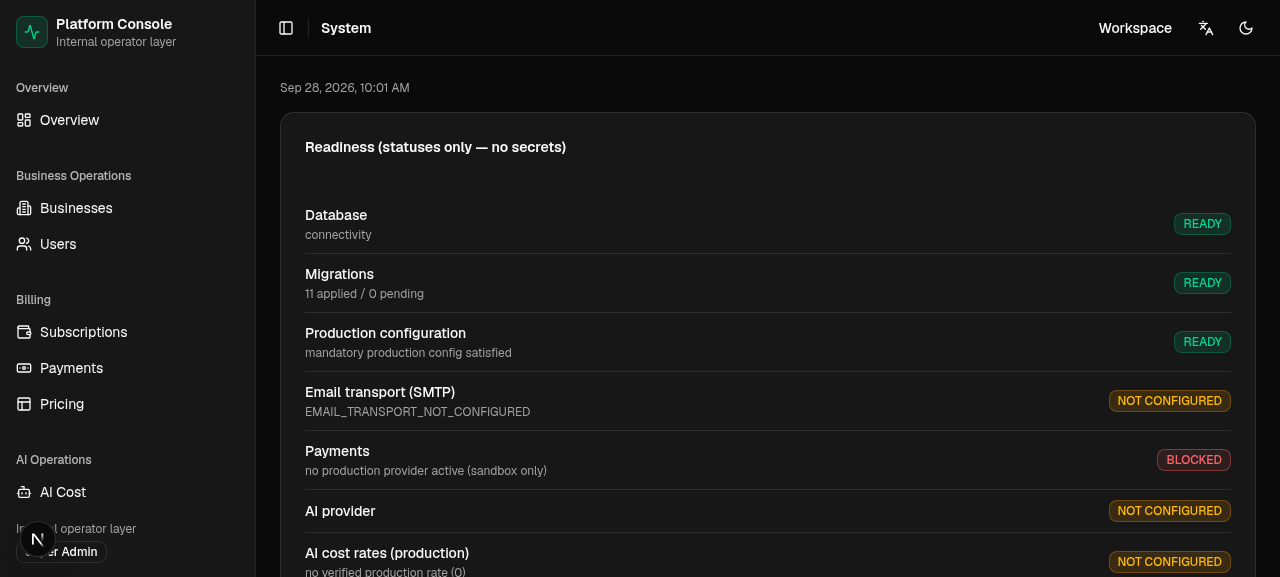 Platform Console
Internal operator layer
Overview
Overview
Business Operations
Businesses
Users
Billing
Subscriptions
Payments
Pricing
AI Operations
AI Cost
operator layer
Admin
System
Workspace
Sep 28, 2026, 10:01 AM
Readiness (statuses only — no secrets)
Database
connectivity
READY
Migrations
11 applied / 0 pending
READY
Production configuration
mandatory production config satisfied
READY
Email transport (SMTP)
EMAIL_TRANSPORT_NOT_CONFIGURED
NOT CONFIGURED
Payments
no production provider active (sandbox only)
BLOCKED
AI provider
NOT CONFIGURED
AI cost rates (production)
no verified production rate (0)
NOT CONFIGURED